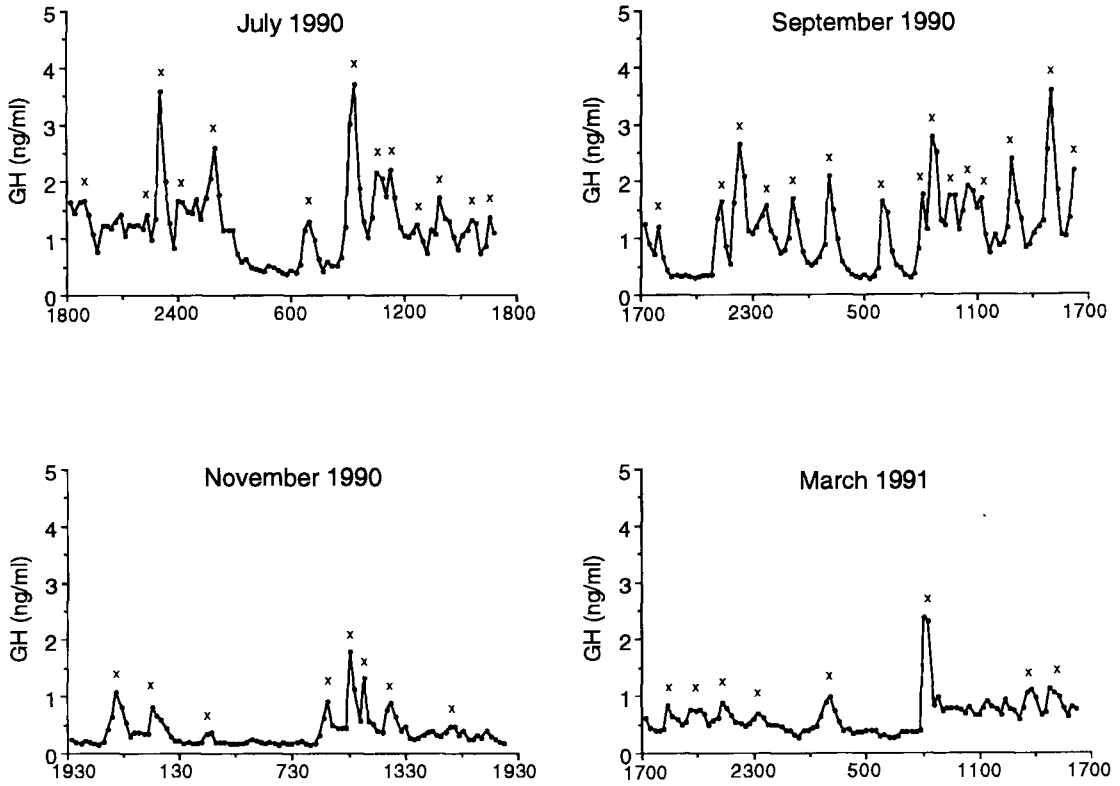 July 1990
GH (ng/ml)
5
4
3
2
1
0
1800 2400 600 1200 1800
x x x x x x x x x x x x x
September 1990
GH (ng/ml)
5
4
3
2
1
0
1700 2300 500 1100 1700
x x x x x x x x x x x x x x x
November 1990
GH (ng/ml)
5
4
3
2
1
0
1930 130 730 1330 1930
x x x x x x x x
March 1991
GH (ng/ml)
5
4
3
2
1
0
1700 2300 500 1100 1700
x x x x x x x x